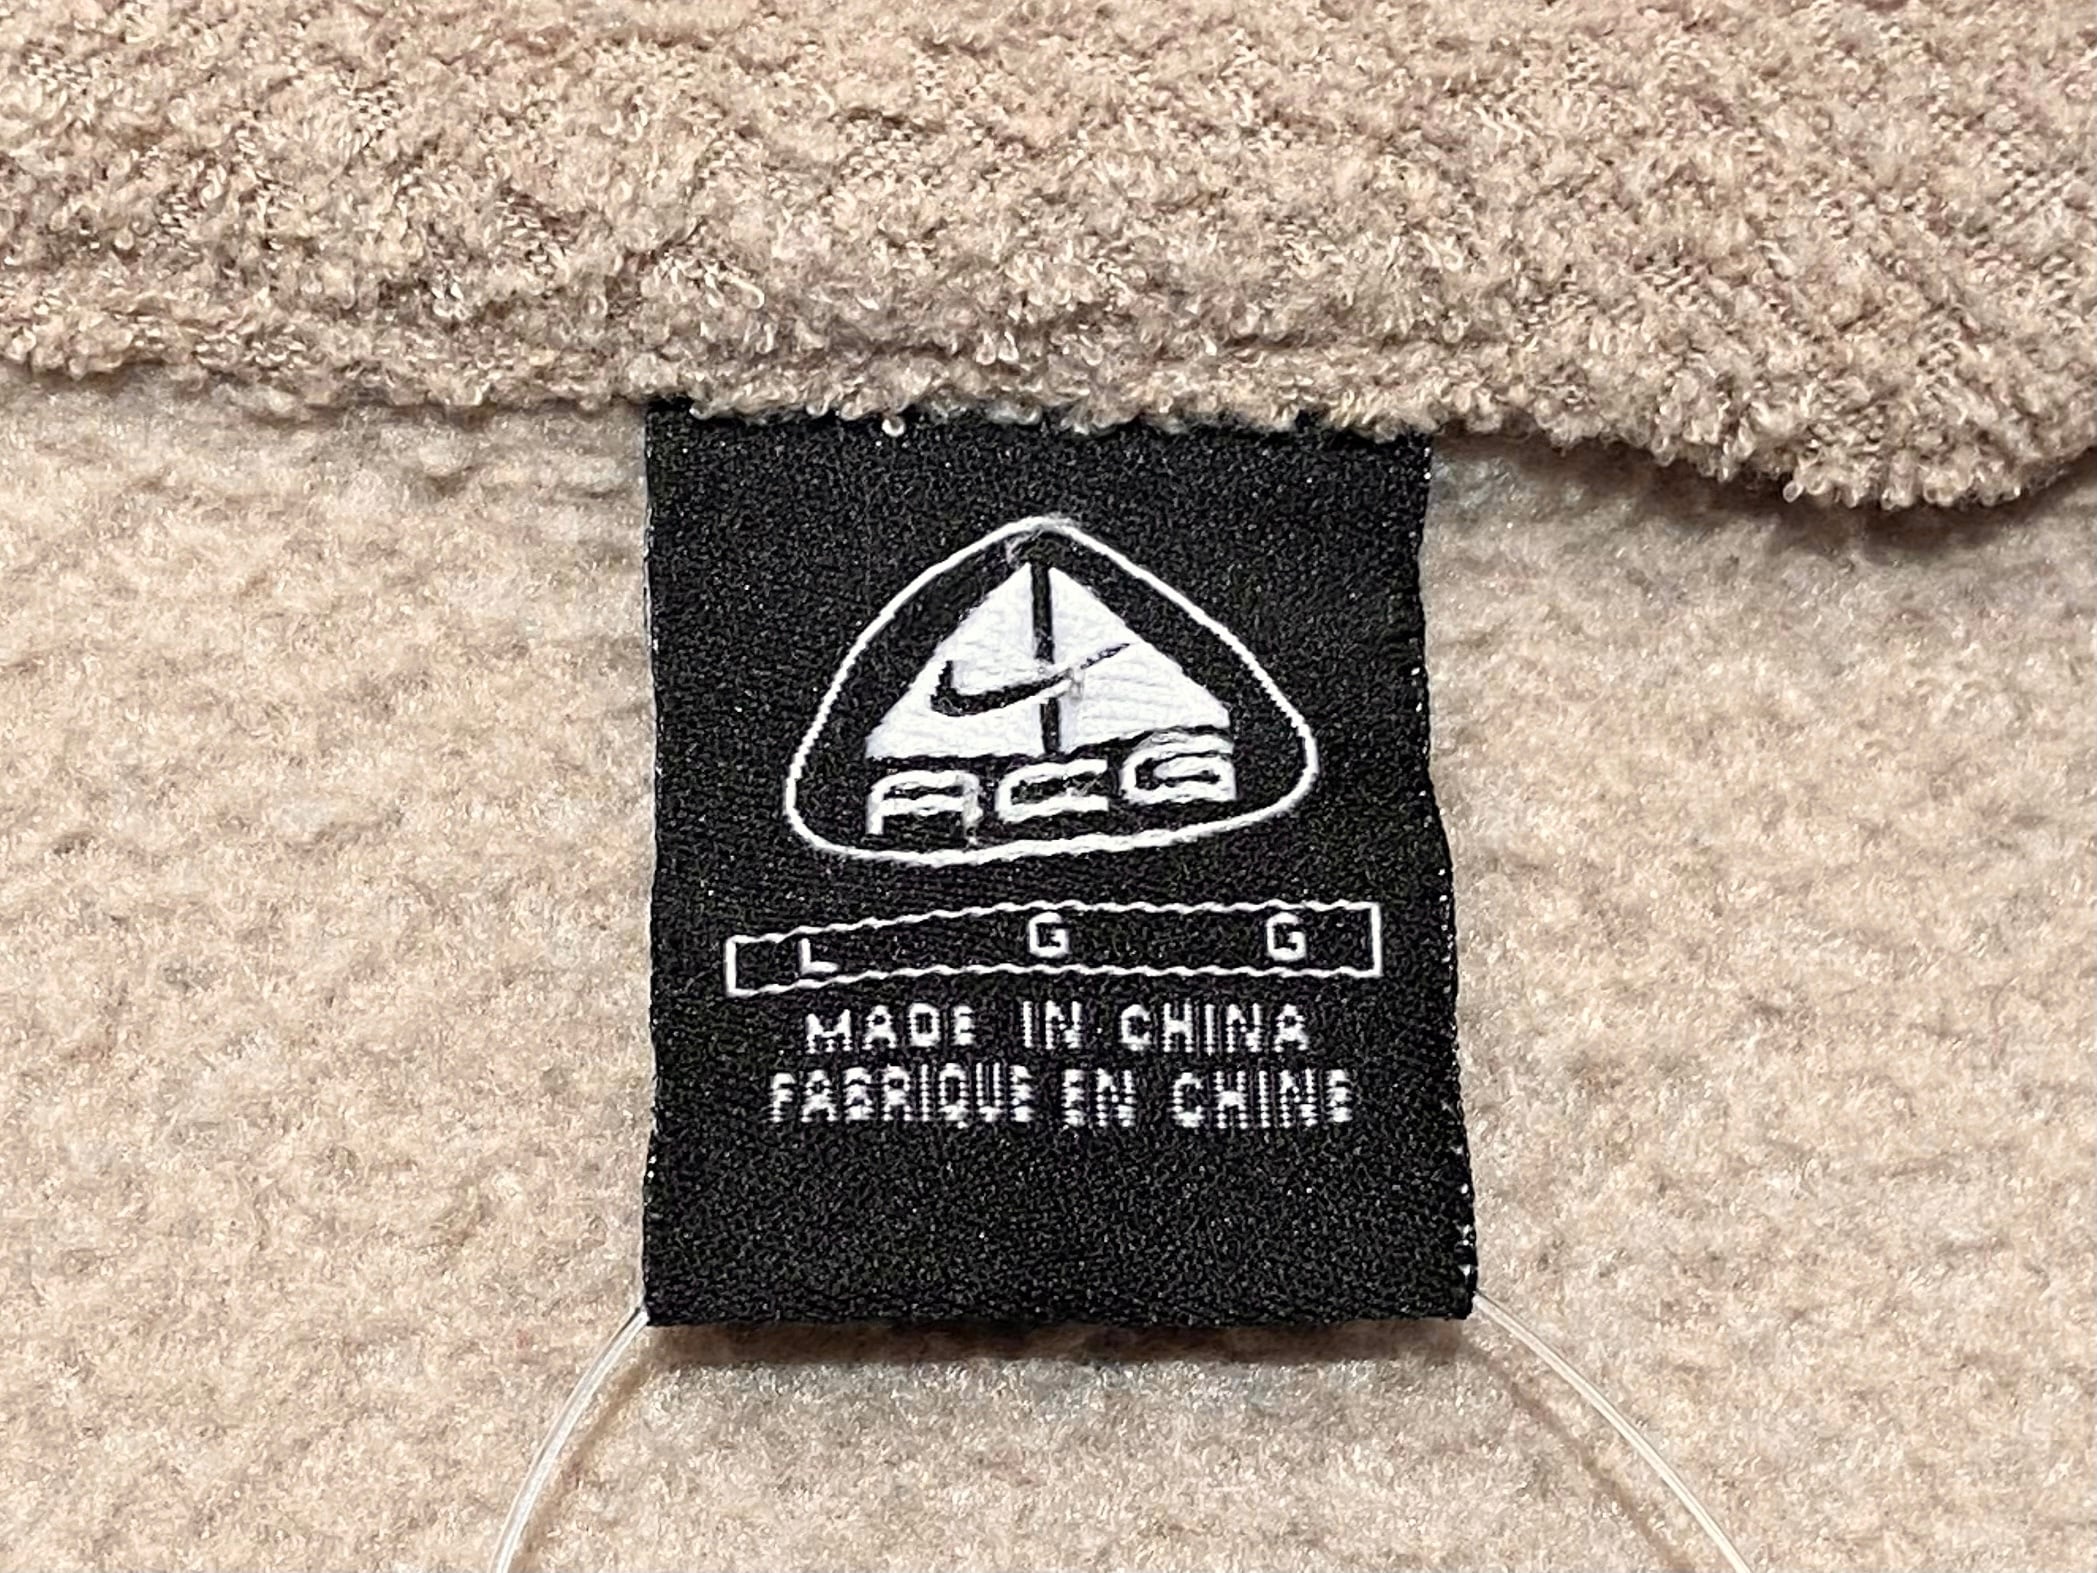 ACG
L G G
MADE IN CHINA
FABRIQUE EN CHINE